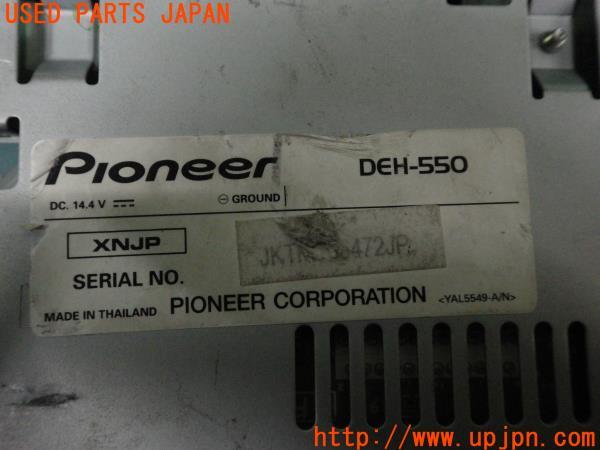 USED PARTS JAPAN
Pioneer DEH-550
DC. 14.4 V ⎓ ⊖ GROUND
XNJP
SERIAL NO.
MADE IN THAILAND PIONEER CORPORATION <YAL5549-A/N>
http://www.upjpn.com/